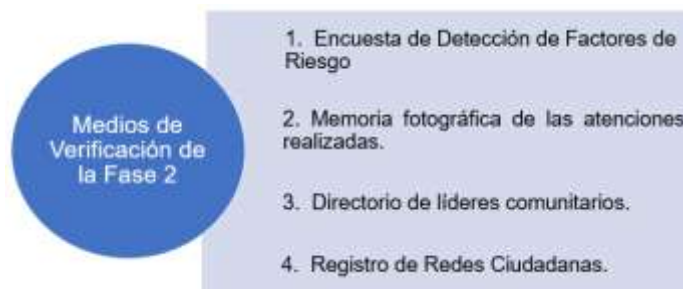 Medios de
Verificación de
la Fase 2
1. Encuesta de Detección de Factores de
Riesgo
2. Memoria fotográfica de las atenciones
realizadas.
3. Directorio de líderes comunitarios.
4. Registro de Redes Ciudadanas.